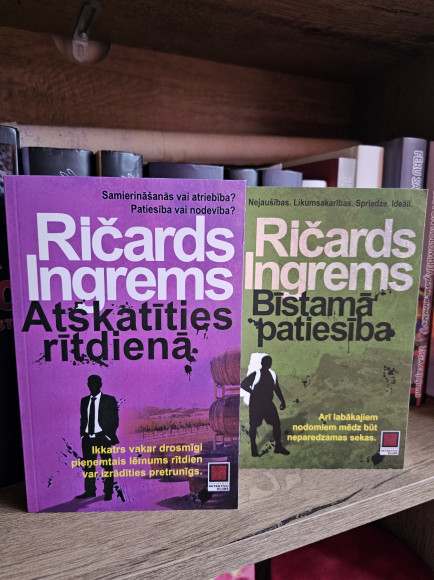 Samierināšanās vai atriebība?
Patiesība vai nodevība?
Ričards
Ingrems
Atskatīties
rītdienā
Ikkatrs vakar drosmīgi
pieņemtais lēmums rītdien
var izrādīties pretrunīgs.
Nejaušības. Likumsakarības. Spriedze. Ideāli.
Ričards
Ingrems
Bīstamā
patiesība
Arī labākajiem
nodomiem mēdz būt
neparedzamas sekas.